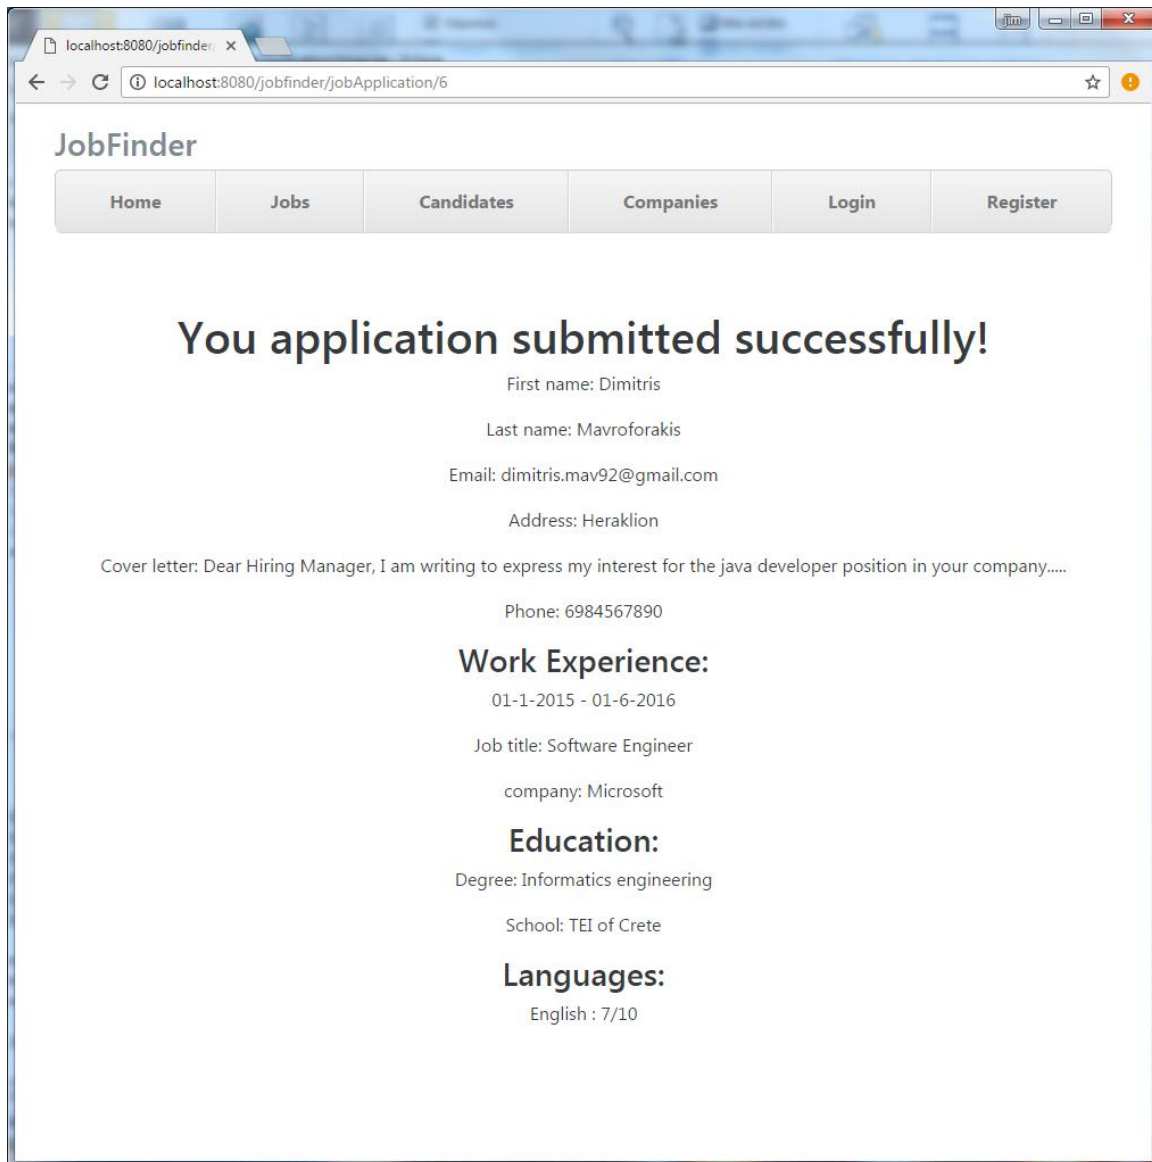 jim
localhost:8080/jobfinder/
localhost:8080/jobfinder/jobApplication/6
JobFinder
Home Jobs Candidates Companies Login Register
You application submitted successfully!
First name: Dimitris
Last name: Mavroforakis
Email: dimitris.mav92@gmail.com
Address: Heraklion
Cover letter: Dear Hiring Manager, I am writing to express my interest for the java developer position in your company.....
Phone: 6984567890
Work Experience:
01-1-2015 - 01-6-2016
Job title: Software Engineer
company: Microsoft
Education:
Degree: Informatics engineering
School: TEI of Crete
Languages:
English : 7/10